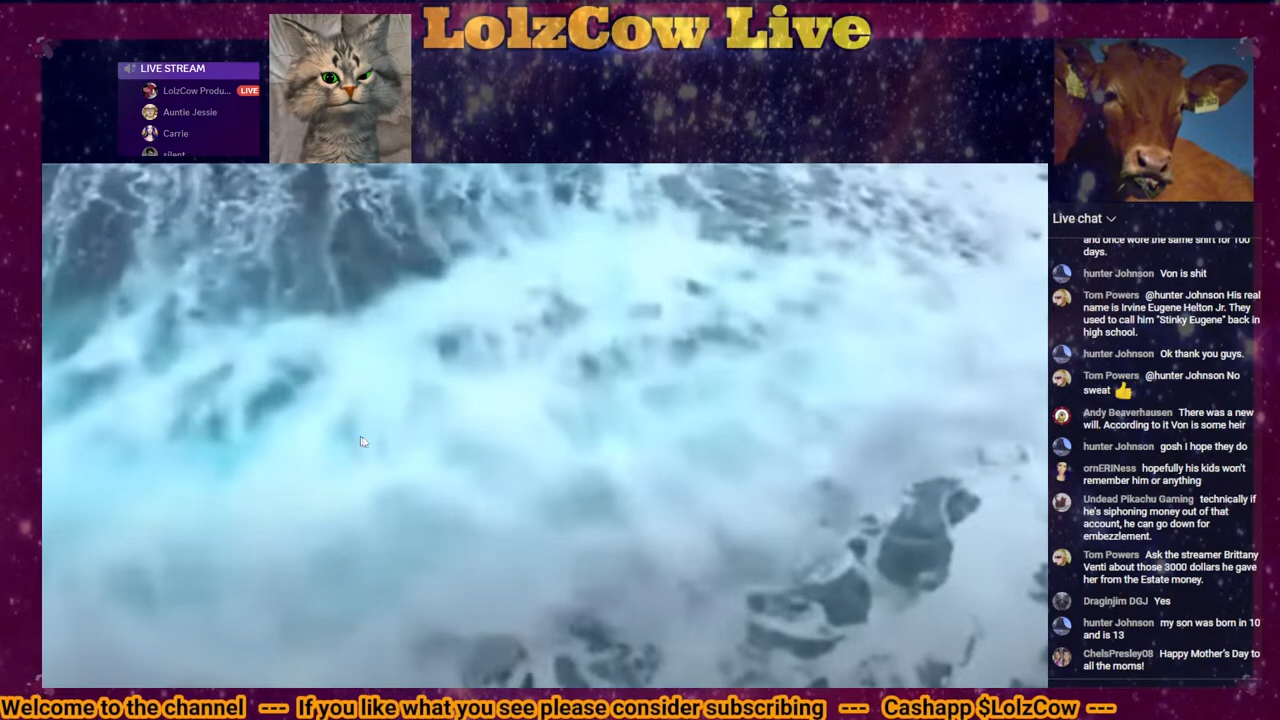 LolzCow Live
LIVE STREAM
LolzCow Produ... LIVE
Auntie Jessie
Carrie
silent
Live chat
and once wore the same shirt for 100
days.
hunter Johnson Von is shit
Tom Powers @hunter Johnson His real
name is Irvine Eugene Helton Jr. They
used to call him "Stinky Eugene" back in
high school.
hunter Johnson Ok thank you guys.
Tom Powers @hunter Johnson No
sweat 👍
Andy Beaverhausen There was a new
will. According to it Von is some heir
hunter Johnson gosh I hope they do
ornERINess hopefully his kids won't
remember him or anything
Undead Pikachu Gaming technically if
he's siphoning money out of that
account, he can go down for
embezzlement.
Tom Powers Ask the streamer Brittany
Venti about those 3000 dollars he gave
her from the Estate money.
Draginjim DGJ Yes
hunter Johnson my son was born in 10
and is 13
ChelsPresley08 Happy Mother's Day to
all the moms!
Welcome to the channel --- If you like what you see please consider subscribing --- Cashapp $LolzCow ---